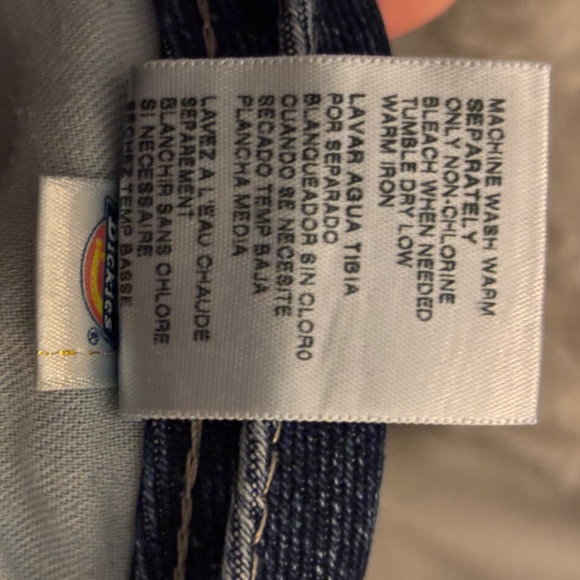 MACHINE WASH WARM
SEPARATELY
ONLY NON-CHLORINE
BLEACH WHEN NEEDED
TUMBLE DRY LOW
WARM IRON
LAVAR AGUA TIBIA
POR SEPARADO
BLANQUEADOR SIN CLORO
CUANDO SE NECESITE
SECADO TEMP BAJA
PLANCHA MEDIA
LAVEZ A L'EAU CHAUDE
SEPAREMENT
BLANCHIR SANS CHLORE
SI NECESSAIRE
SECHEZ TEMP BASSE
DICKIES®